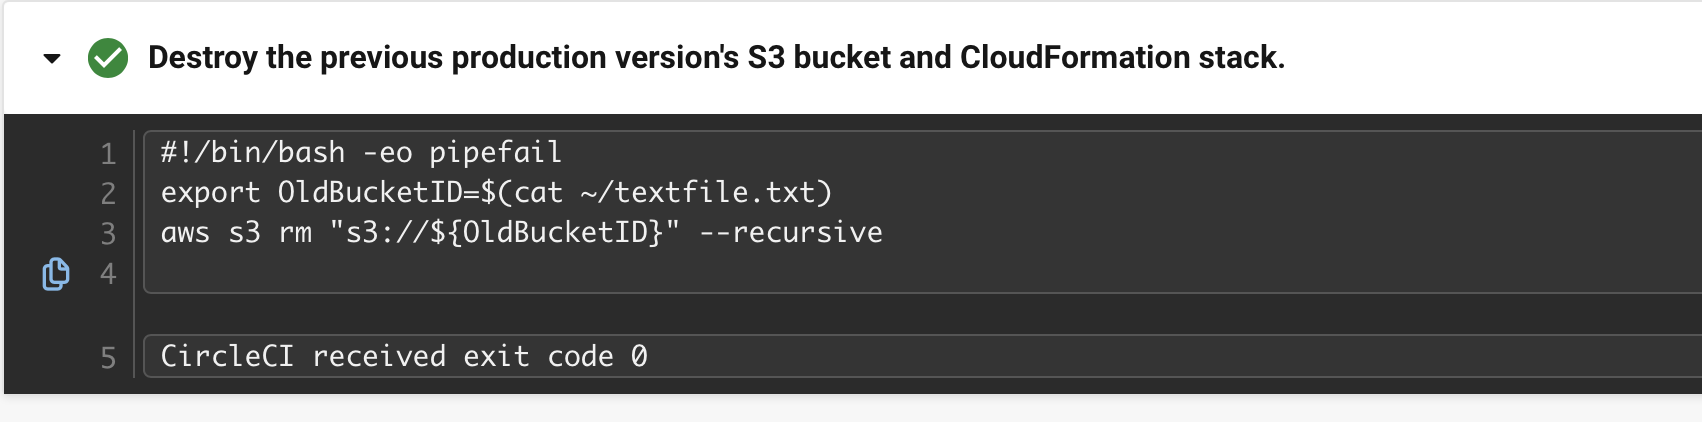 Destroy the previous production version's S3 bucket and CloudFormation stack.
1 #!/bin/bash -eo pipefail
2 export OldBucketID=$(cat ~/textfile.txt)
3 aws s3 rm "s3://${OldBucketID}" --recursive
4
5 CircleCI received exit code 0